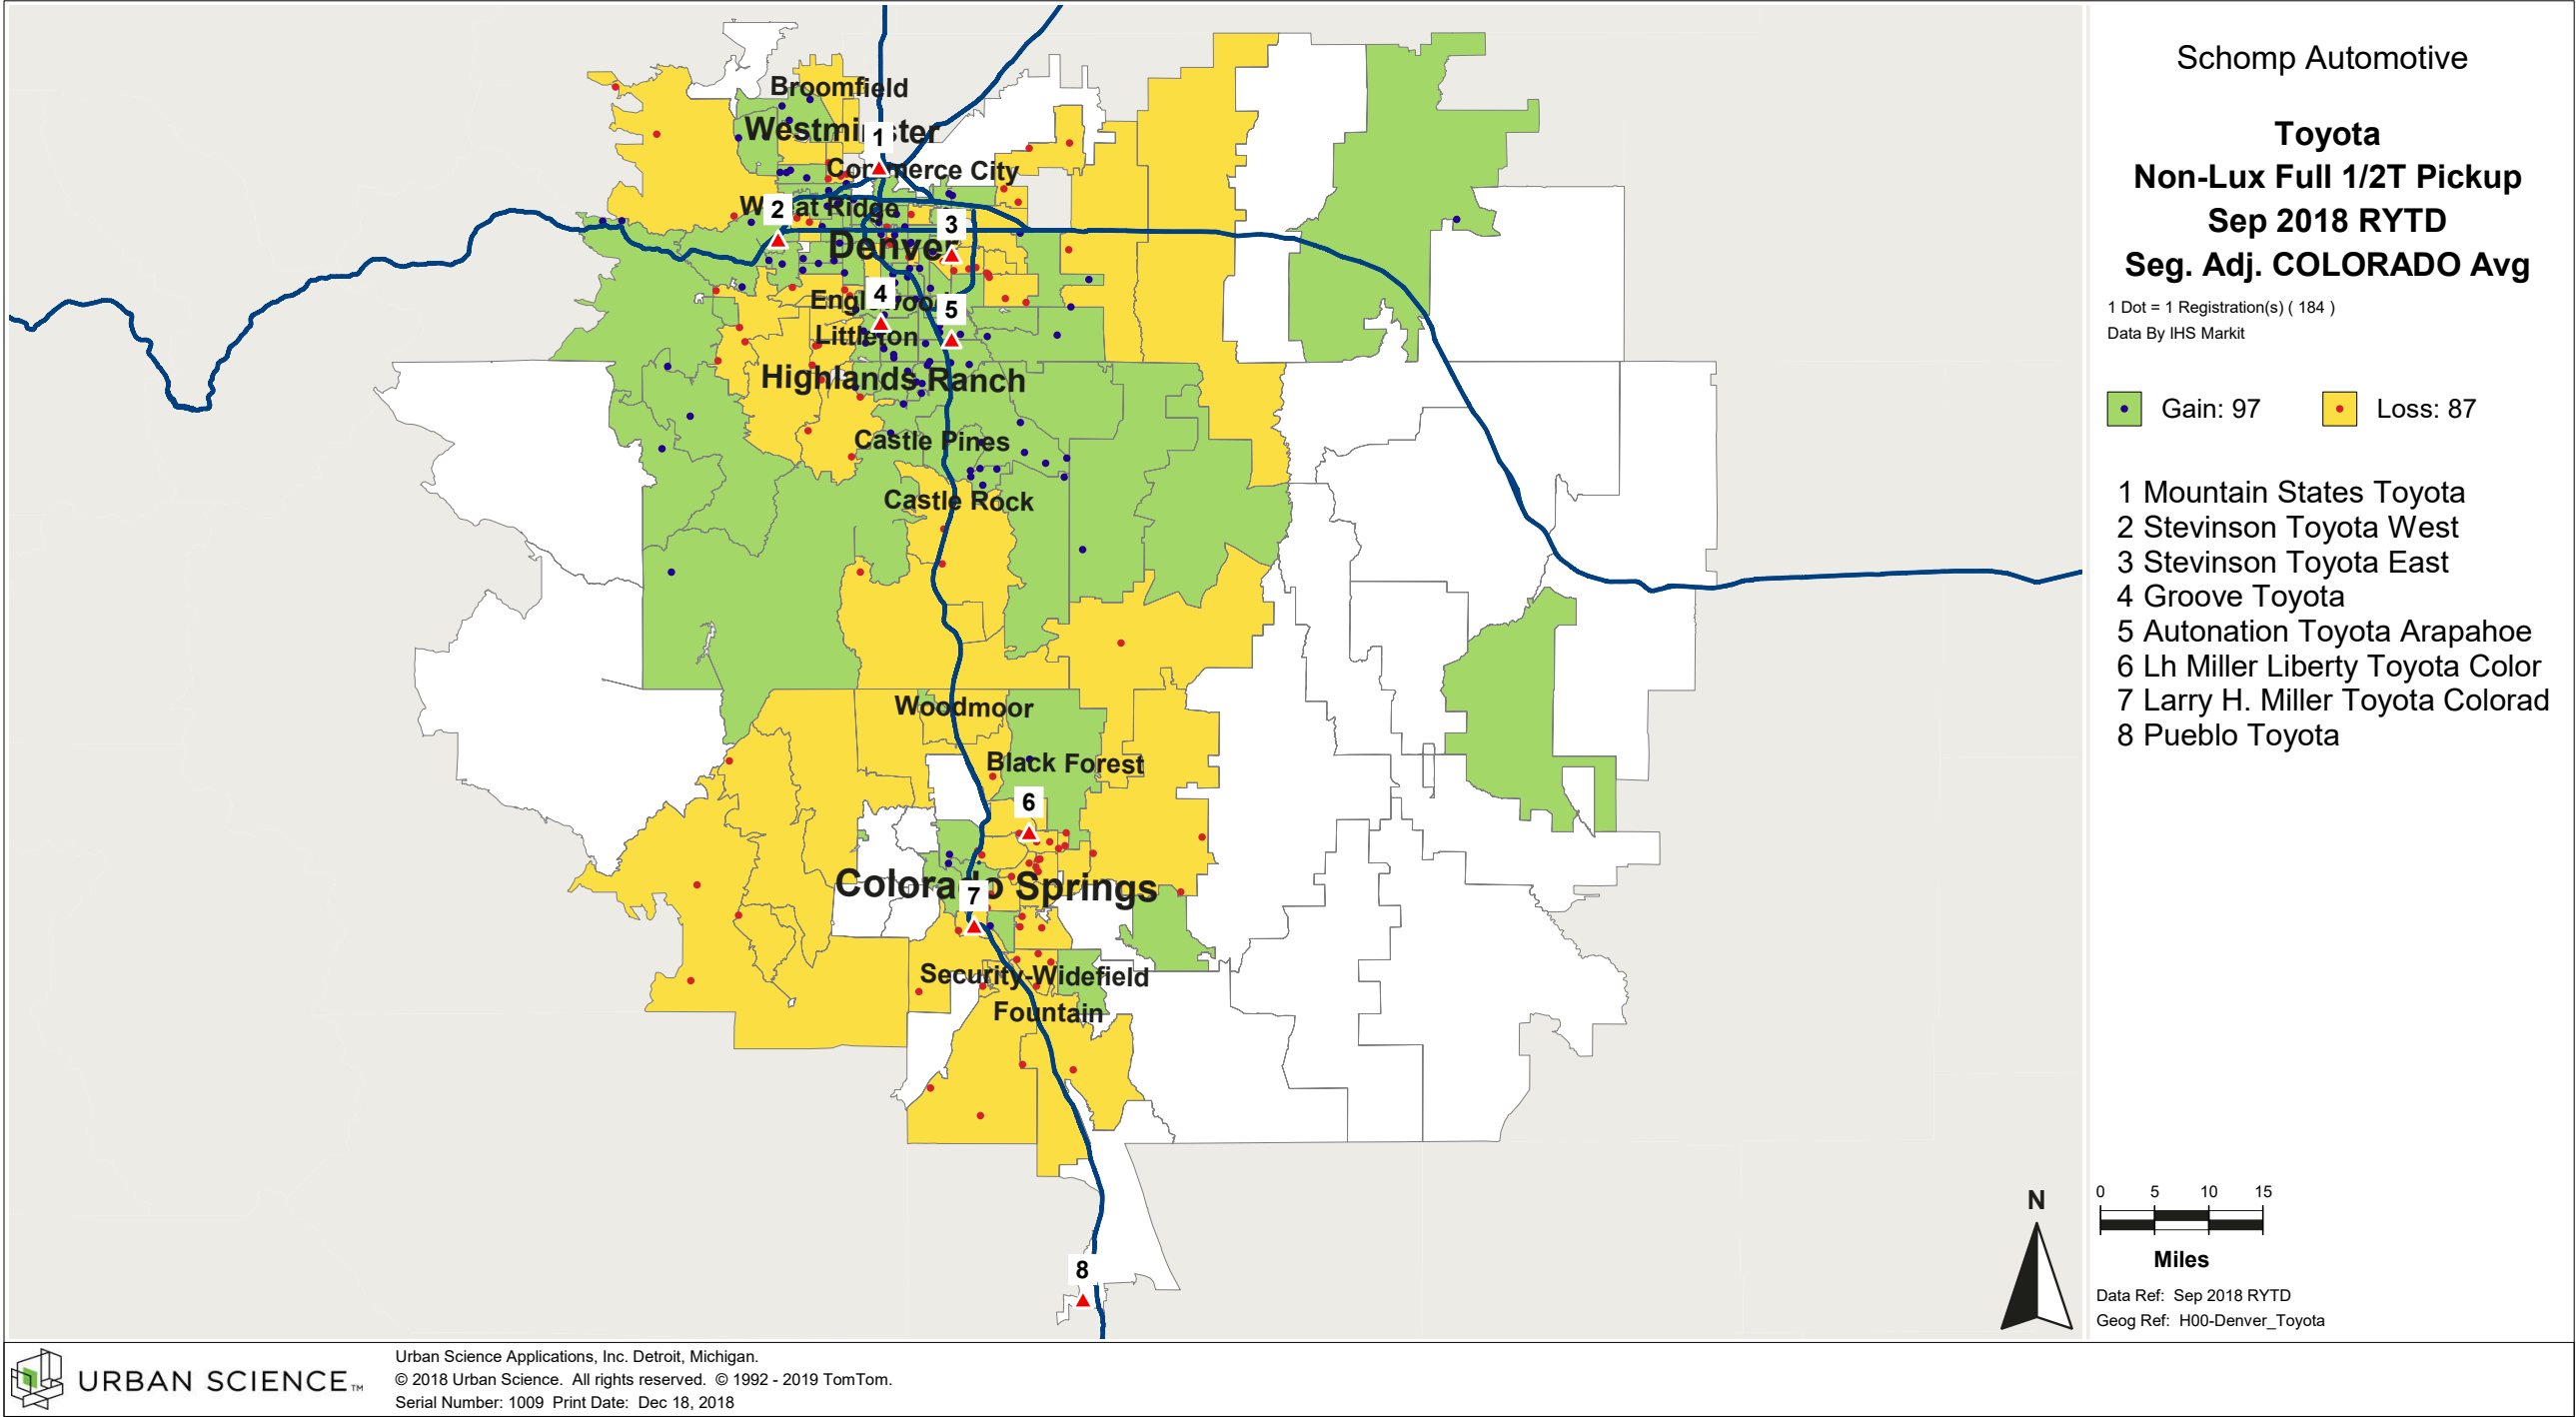 Schomp Automotive
Toyota
Non-Lux Full 1/2T Pickup
Sep 2018 RYTD
Seg. Adj. COLORADO Avg
1 Dot = 1 Registration(s) ( 184 )
Data By IHS Markit
Gain: 97
Loss: 87
1 Mountain States Toyota
2 Stevinson Toyota West
3 Stevinson Toyota East
4 Groove Toyota
5 Autonation Toyota Arapahoe
6 Lh Miller Liberty Toyota Color
7 Larry H. Miller Toyota Colorad
8 Pueblo Toyota
Broomfield
1
Commerce City
2
3
Denver
4
5
Littleton
Highlands Ranch
Castle Pines
Castle Rock
Woodmoor
Black Forest
6
Springs
7
Security-Widefield
Fountain
8
N
0 5 10 15
Miles
Data Ref: Sep 2018 RYTD
Geog Ref: H00-Denver_Toyota
URBAN SCIENCE™
Urban Science Applications, Inc. Detroit, Michigan.
© 2018 Urban Science. All rights reserved. © 1992 - 2019 TomTom.
Serial Number: 1009 Print Date: Dec 18, 2018